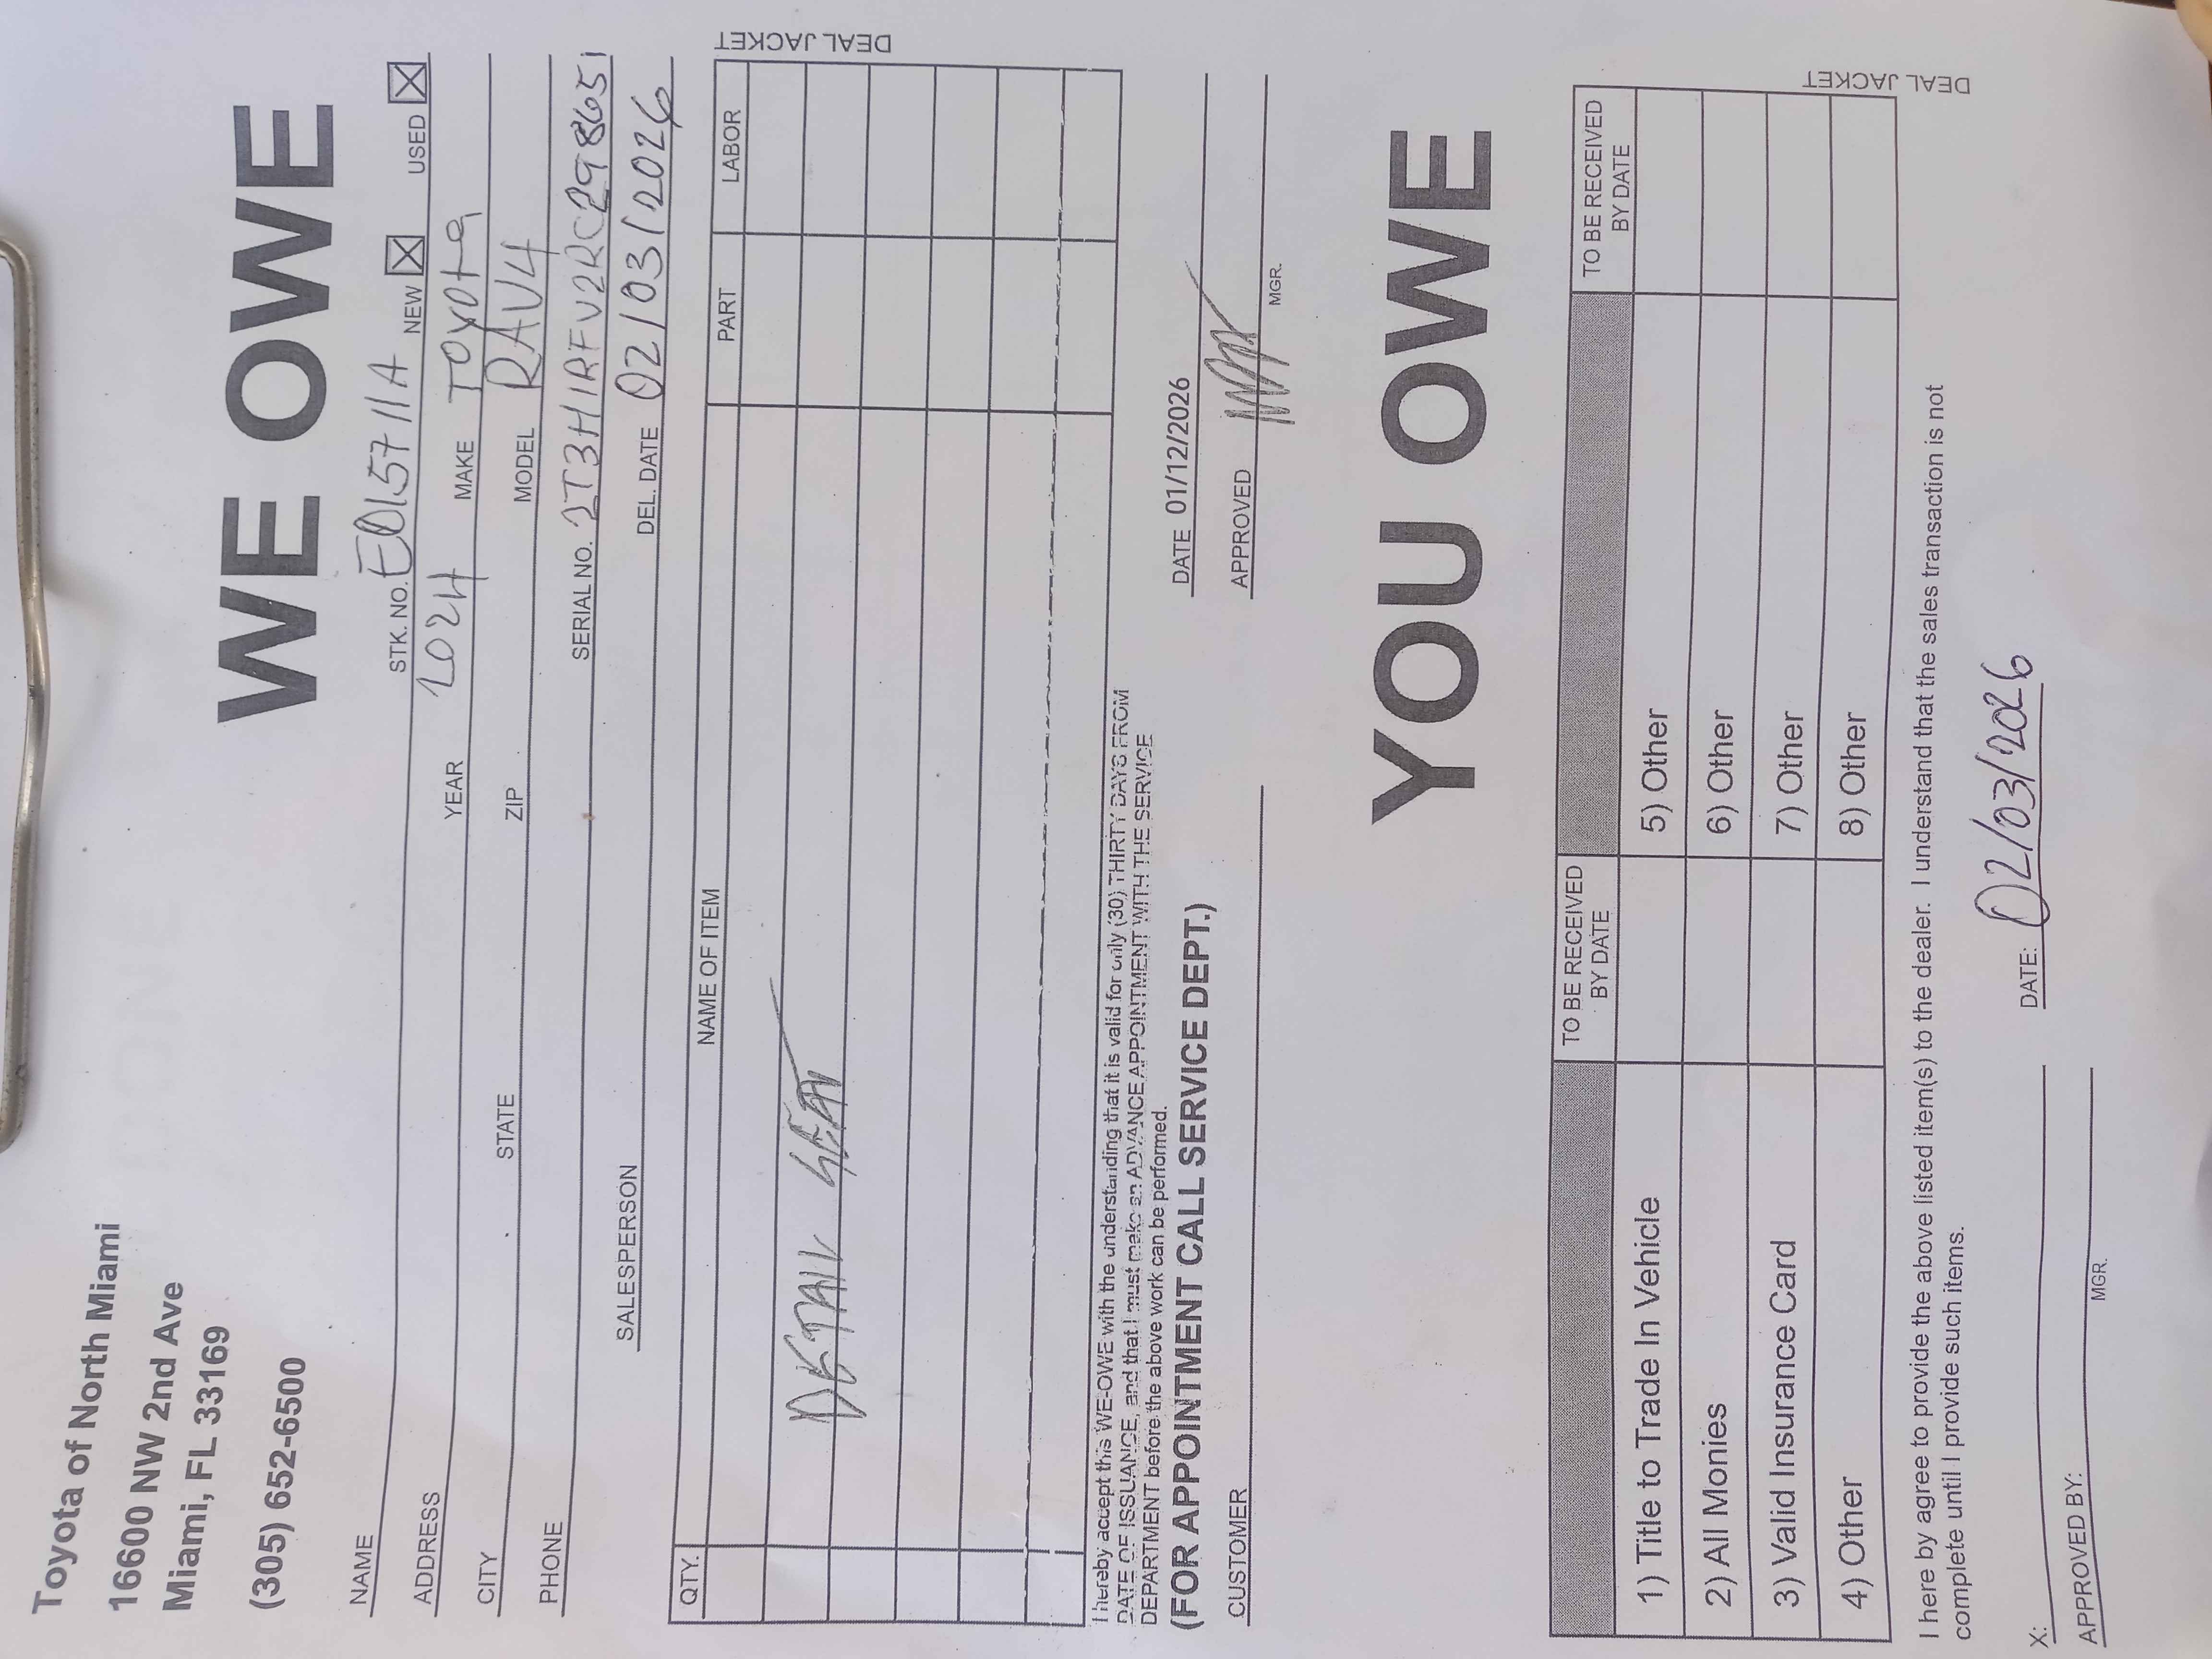 Toyota of North Miami
16600 NW 2nd Ave
Miami, FL 33169
(305) 652-6500
WE OWE
NAME STK. NO. NEW USED
ADDRESS YEAR 2024 MAKE TOYOTA
CITY STATE ZIP MODEL RAV4
PHONE SERIAL NO. 2T3H1RFV2RC298651
SALESPERSON DEL. DATE 02/03/2026
QTY. NAME OF ITEM PART LABOR
DETAIL SEAT
DEAL JACKET
I hereby accept this WE-OWE with the understanding that it is valid for only (30) THIRTY DAYS FROM
DATE OF ISSUANCE, and that I must make an ADVANCE APPOINTMENT WITH THE SERVICE
DEPARTMENT before the above work can be performed.
(FOR APPOINTMENT CALL SERVICE DEPT.)
DATE 01/12/2026
CUSTOMER APPROVED
MGR.
YOU OWE
TO BE RECEIVED BY DATE TO BE RECEIVED BY DATE
1) Title to Trade In Vehicle 5) Other
2) All Monies 6) Other
3) Valid Insurance Card 7) Other
4) Other 8) Other
DEAL JACKET
I here by agree to provide the above listed item(s) to the dealer. I understand that the sales transaction is not
complete until I provide such items.
X: DATE: 02/03/2026
APPROVED BY:
MGR.